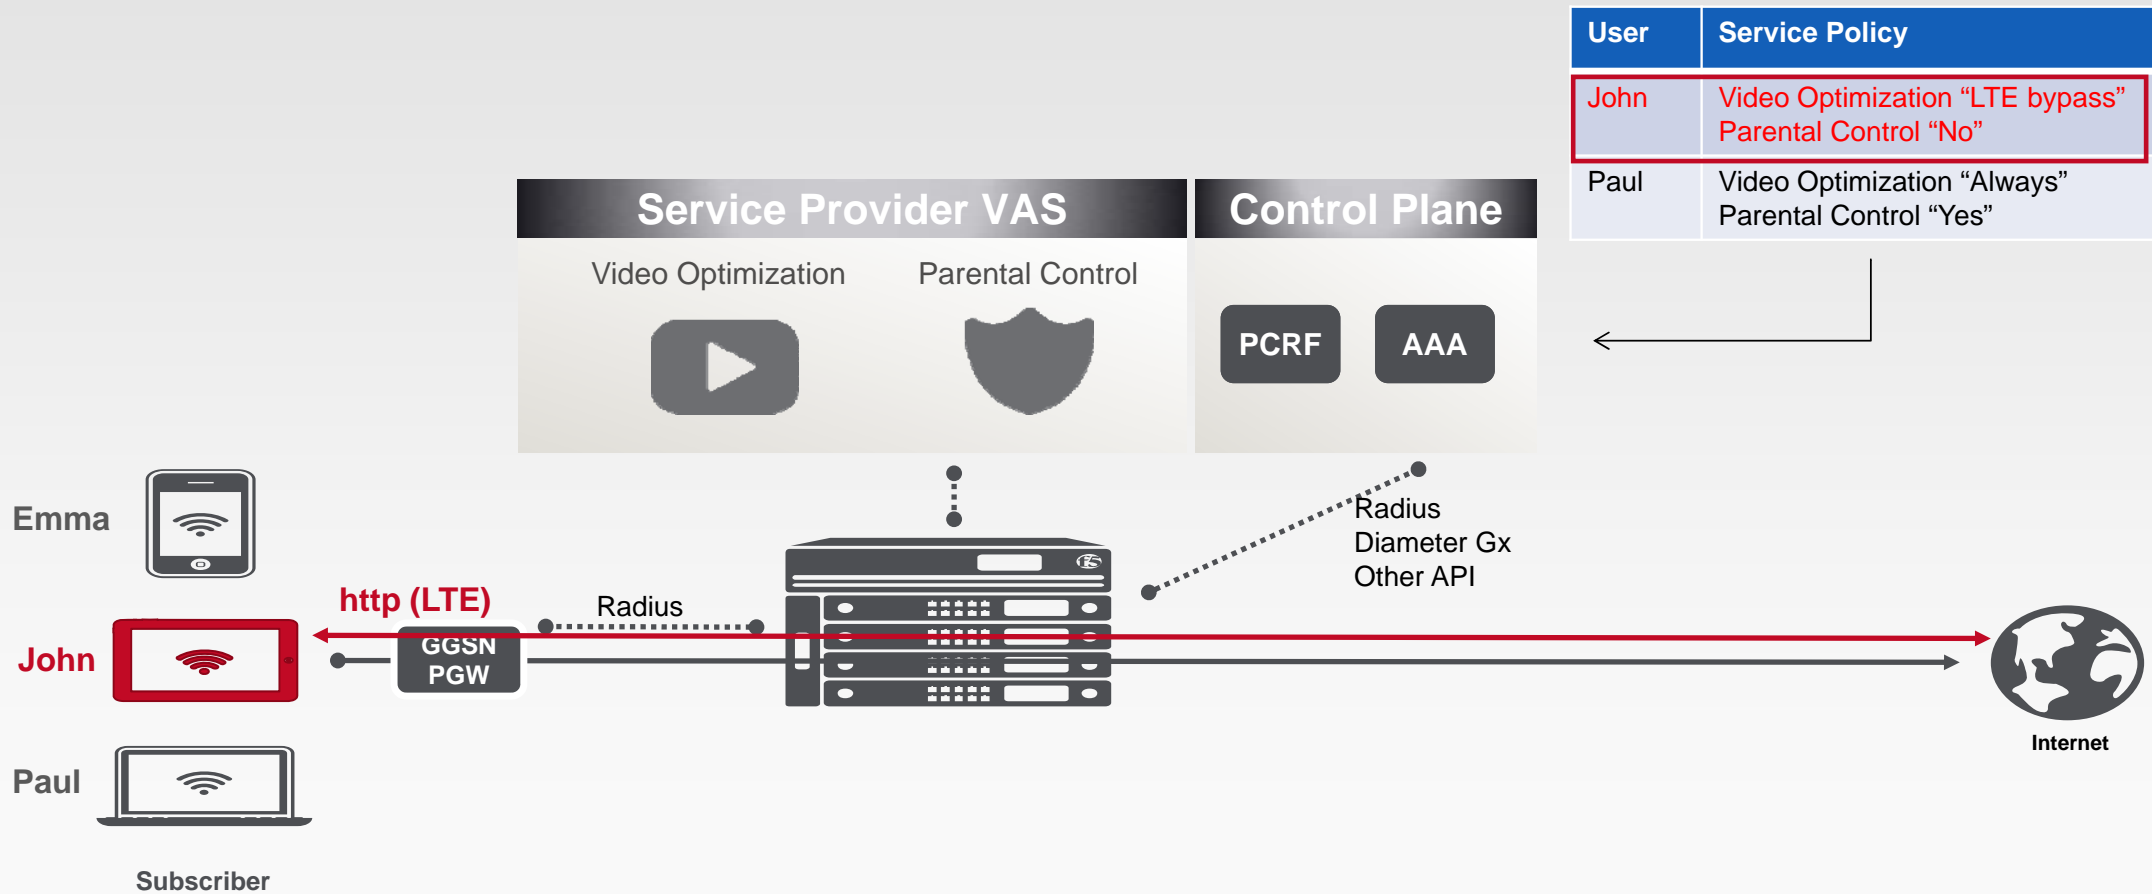 User Service Policy
John Video Optimization “LTE bypass”
Parental Control “No”
Paul Video Optimization “Always”
Parental Control “Yes”
Service Provider VAS
Control Plane
Video Optimization
Parental Control
PCRF
AAA
Radius
Diameter Gx
Other API
Emma
http (LTE)
Radius
John
GGSN
PGW
f5
Internet
Paul
Subscriber